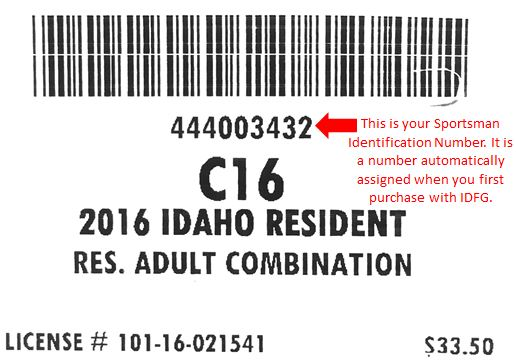 444003432
This is your Sportsman
Identification Number. It is
a number automatically
assigned when you first
purchase with IDFG.
C16
2016 IDAHO RESIDENT
RES. ADULT COMBINATION
LICENSE # 101-16-021541
$33.50